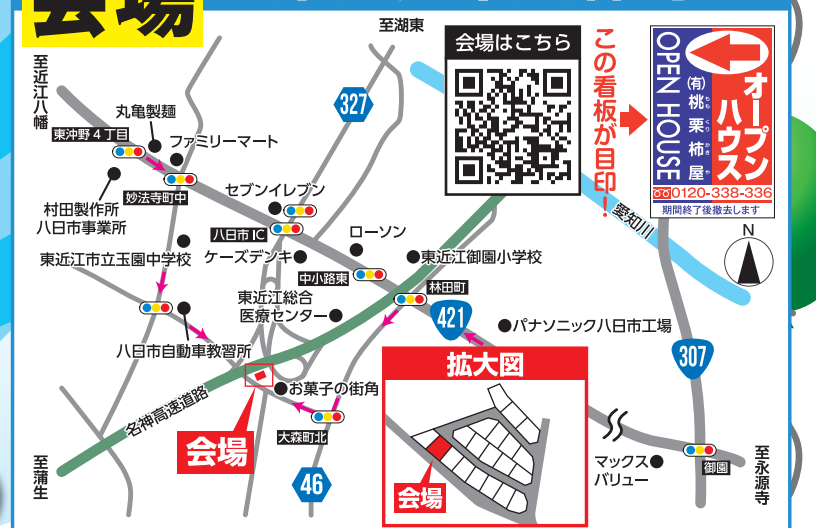 会場
至湖東
会場はこちら
この看板が目印!
OPEN HOUSE
(有)桃栗柿屋
ももくりかきや
オープン
ハウス
0120-338-336
期間終了後撤去します
至近江八幡
丸亀製麺
327
東沖野4丁目
ファミリーマート
妙法寺町中
セブンイレブン
村田製作所
八日市事業所
八日市IC
ローソン
愛知川
N
東近江市立玉園中学校
ケーズデンキ
東近江御園小学校
中小路東
林田町
東近江総合
医療センター
421
パナソニック八日市工場
八日市自動車教習所
307
拡大図
お菓子の街角
名神高速道路
会場
大森町北
会場
マックス
バリュー
御園
至永源寺
至蒲生
46